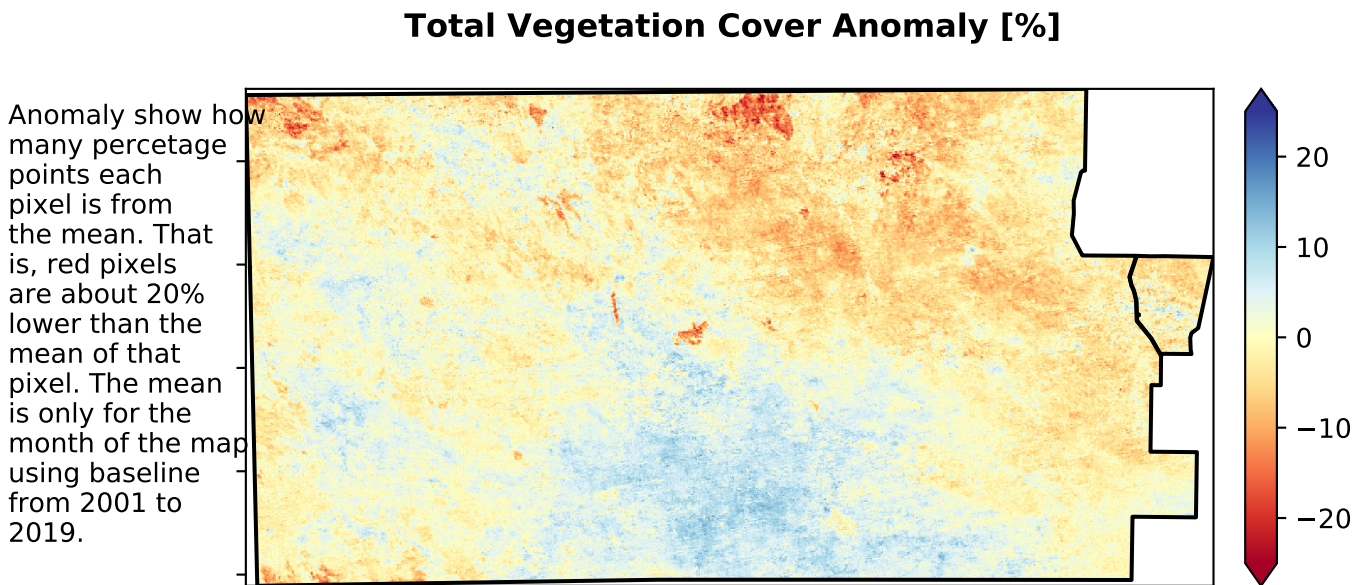 Total Vegetation Cover Anomaly [%]
Anomaly show how
many percetage
points each
pixel is from
the mean. That
is, red pixels
are about 20%
lower than the
mean of that
pixel. The mean
is only for the
month of the map
using baseline
from 2001 to
2019.
20
10
0
−10
−20